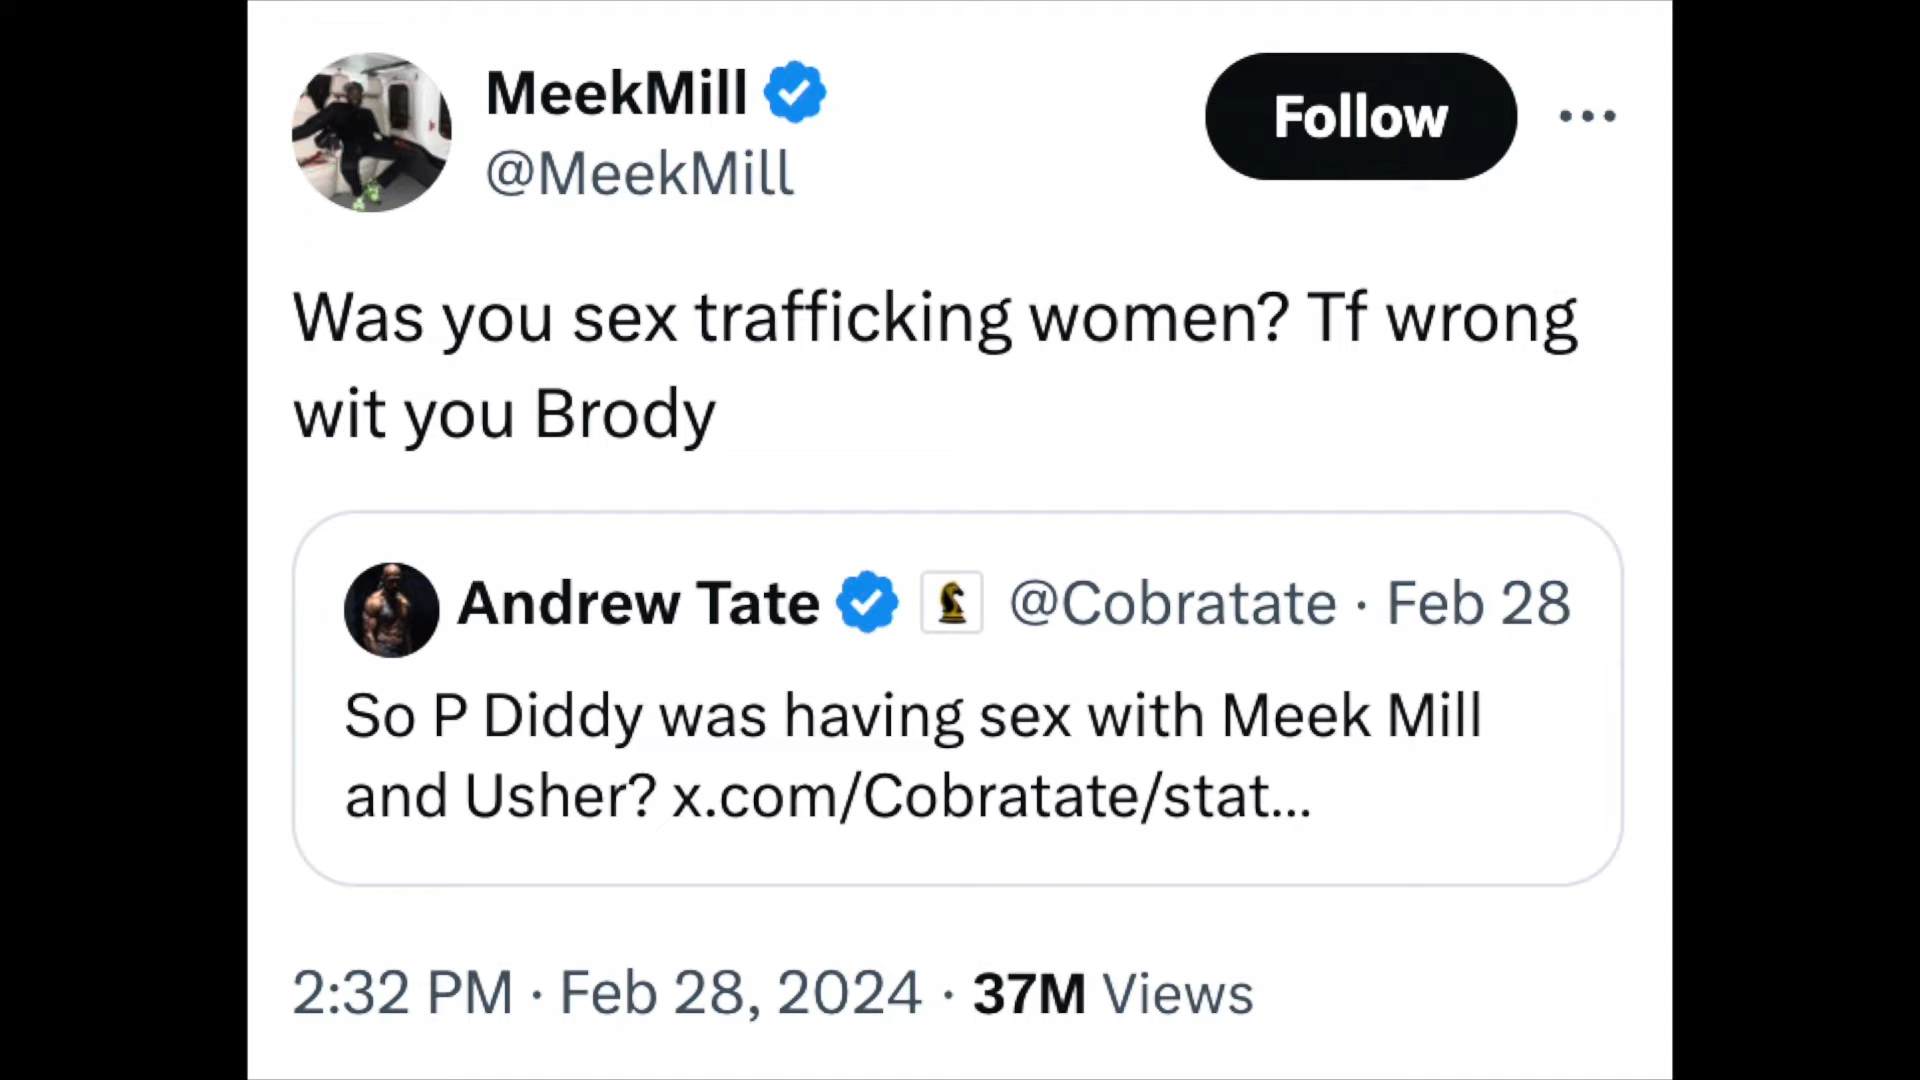 MeekMill
Follow
@MeekMill
Was you sex trafficking women? Tf wrong
wit you Brody
Andrew Tate @Cobratate · Feb 28
So P Diddy was having sex with Meek Mill
and Usher? x.com/Cobratate/stat...
2:32 PM · Feb 28, 2024 · 37M Views